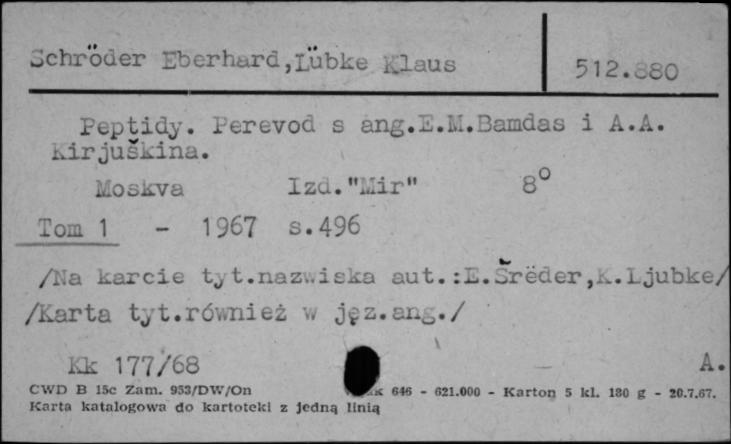 Schröder Eberhard,Lübke Klaus 512.880
Peptidy. Perevod s ang.E.M.Bamdas i A.A.
Kirjuškina.
Moskva Izd."Mir" 8°
Tom 1 - 1967 s.496
/Na karcie tyt.nazwiska aut.:E.Šrëder,K.Ljubke/
/Karta tyt.również w jęz.ang./
Kk 177/68 A.
CWD B 15c Zam. 953/DW/On 646 - 621.000 - Karton 5 kl. 180 g - 20.7.67.
Karta katalogowa do kartoteki z jedną linią